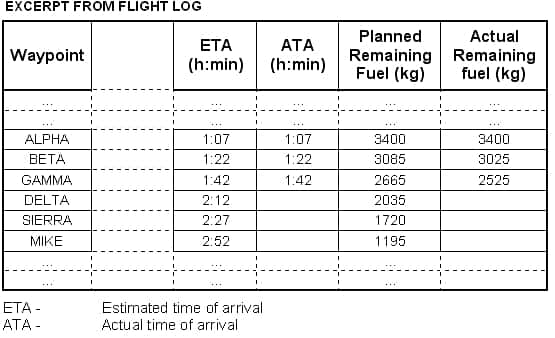 EXCERPT FROM FLIGHT LOG
Waypoint ETA (h:min) ATA (h:min) Planned Remaining Fuel (kg) Actual Remaining fuel (kg)
... ... ... ... ...
... ... ... ... ...
ALPHA 1:07 1:07 3400 3400
BETA 1:22 1:22 3085 3025
GAMMA 1:42 1:42 2665 2525
DELTA 2:12 2035
SIERRA 2:27 1720
MIKE 2:52 1195
... ... ... ...
... ... ... ...
ETA - Estimated time of arrival
ATA - Actual time of arrival